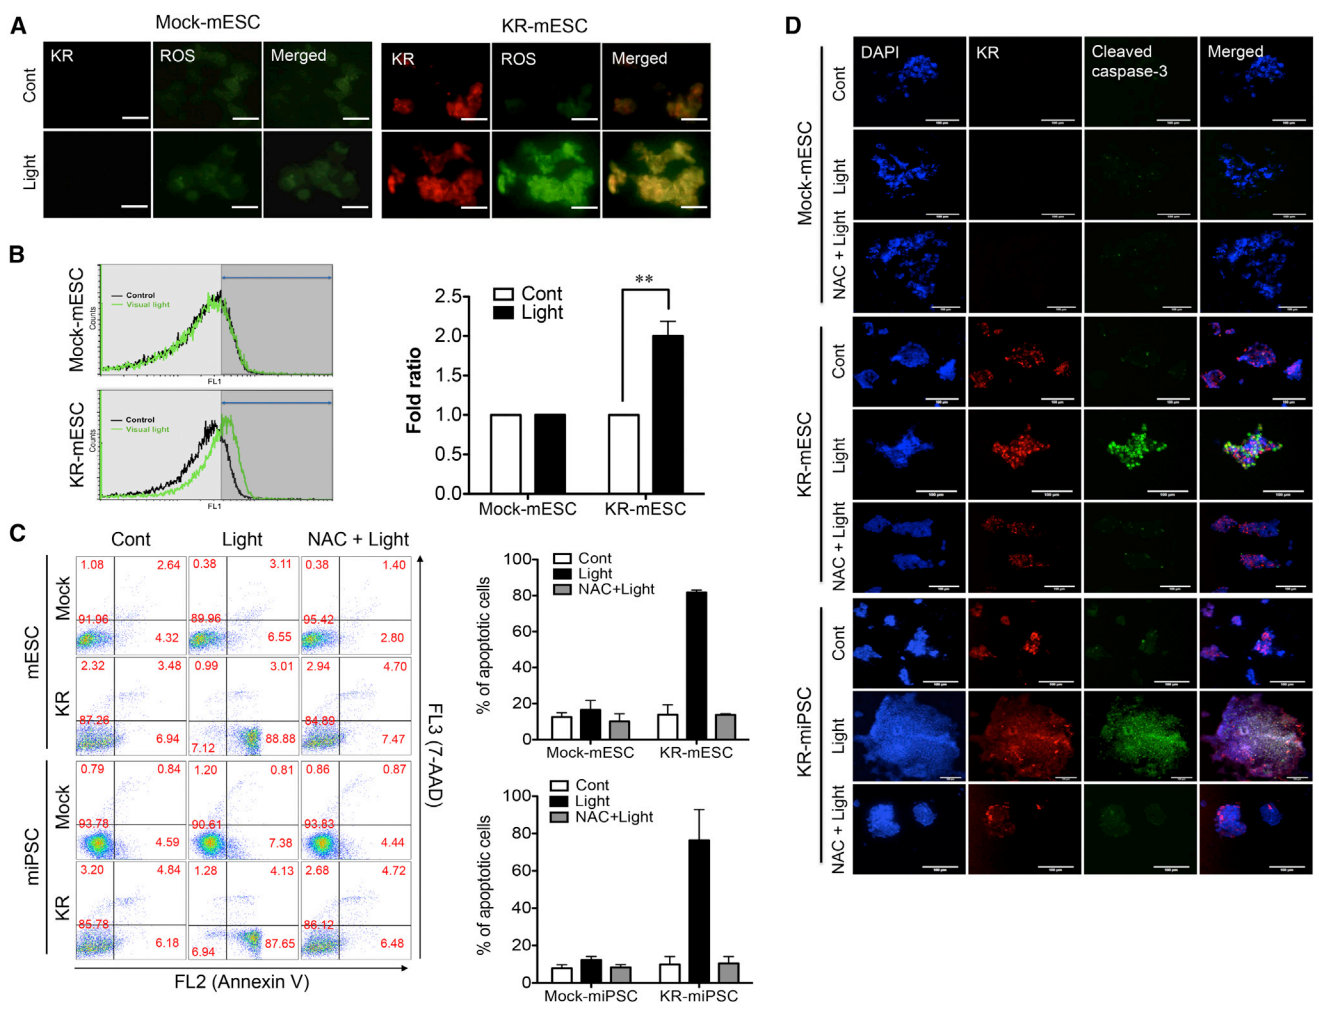 A
Mock-mESC
KR-mESC
KR
ROS
Merged
KR
ROS
Merged
Cont
Light
B
Mock-mESC
Counts
Control
Visual light
FL1
KR-mESC
Counts
Control
Visual light
FL1
Fold ratio
2.5
2.0
1.5
1.0
0.5
0.0
Cont
Light
**
Mock-mESC
KR-mESC
C
Cont
Light
NAC + Light
mESC
Mock
1.08
2.64
0.38
3.11
0.38
1.40
91.96
4.32
89.96
6.55
95.42
2.80
KR
2.32
3.48
0.99
3.01
2.94
4.70
87.26
6.94
7.12
88.88
84.89
7.47
miPSC
Mock
0.79
0.84
1.20
0.81
0.86
0.87
93.78
4.59
90.61
7.38
93.83
4.44
KR
3.20
4.84
1.28
4.13
2.68
4.72
85.78
6.18
6.94
87.65
86.12
6.48
FL3 (7-AAD)
FL2 (Annexin V)
% of apoptotic cells
100
80
60
40
20
0
Cont
Light
NAC+Light
Mock-mESC
KR-mESC
% of apoptotic cells
100
80
60
40
20
0
Cont
Light
NAC+Light
Mock-miPSC
KR-miPSC
D
DAPI
KR
Cleaved
caspase-3
Merged
Mock-mESC
Cont
Light
NAC + Light
KR-mESC
Cont
Light
NAC + Light
100 µm
100 µm
100 µm
100 µm
KR-miPSC
Cont
Light
NAC + Light